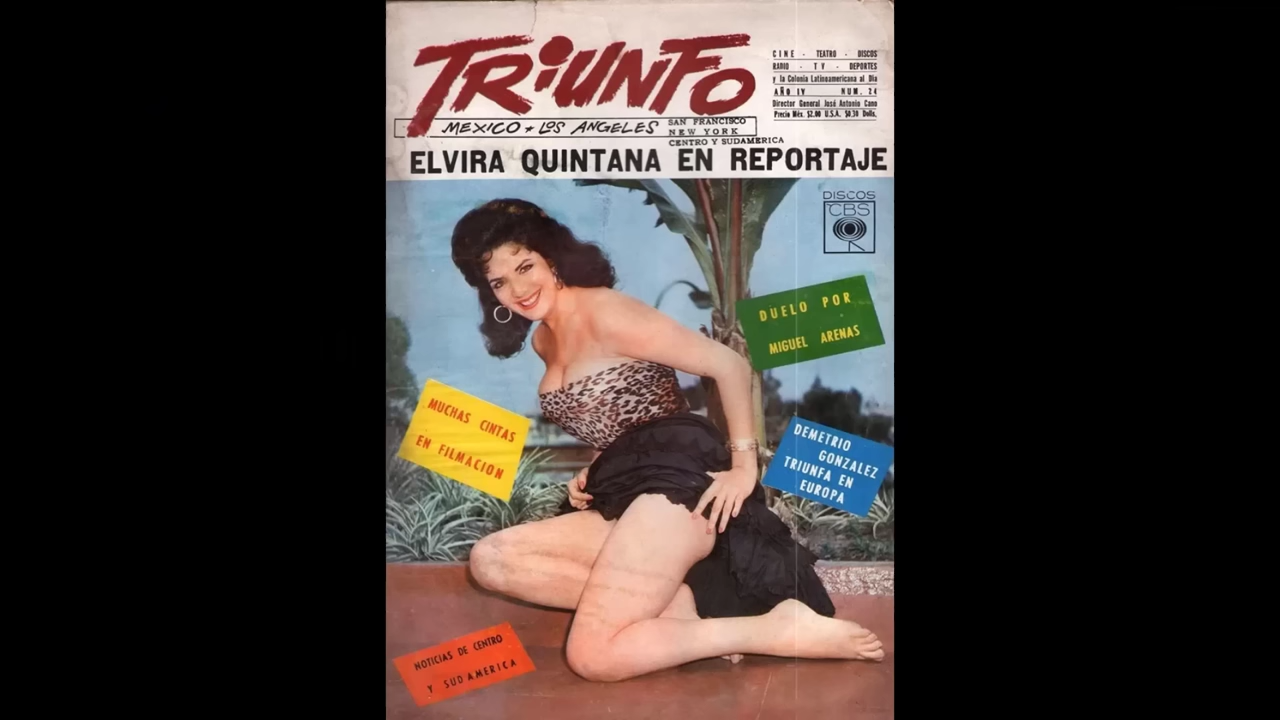 TRiUNFO
CINE - TEATRO - DISCOS
RADIO - TV - DEPORTES
y la Colonia Latinoamericana al Dia
AÑO IV NUM. 24
Director General José Antonio Cano
Precio Méx. $2.00 U.S.A. $0.30 Dolls.
MEXICO * LOS ANGELES
SAN FRANCISCO
NEW YORK
CENTRO Y SUDAMERICA
ELVIRA QUINTANA EN REPORTAJE
DISCOS
CBS
DUELO POR
MIGUEL ARENAS
MUCHAS CINTAS
EN FILMACION
DEMETRIO
GONZALEZ
TRIUNFA EN
EUROPA
NOTICIAS DE CENTRO
Y SUDAMERICA